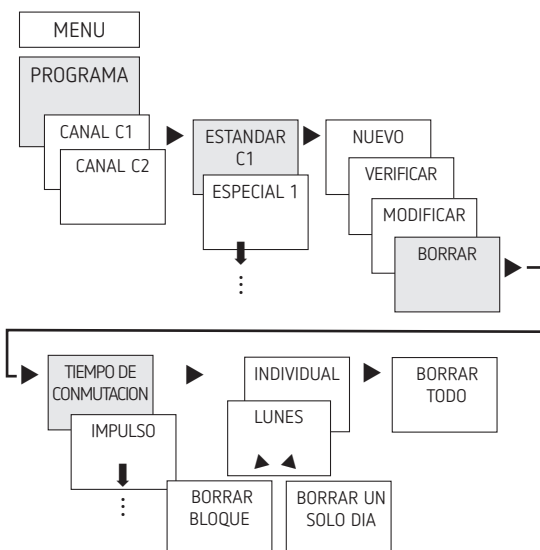 MENU
PROGRAMA
CANAL C1
CANAL C2
ESTANDAR
C1
ESPECIAL 1
NUEVO
VERIFICAR
MODIFICAR
BORRAR
TIEMPO DE
CONMUTACION
IMPULSO
INDIVIDUAL
LUNES
BORRAR
TODO
BORRAR
BLOQUE
BORRAR UN
SOLO DIA